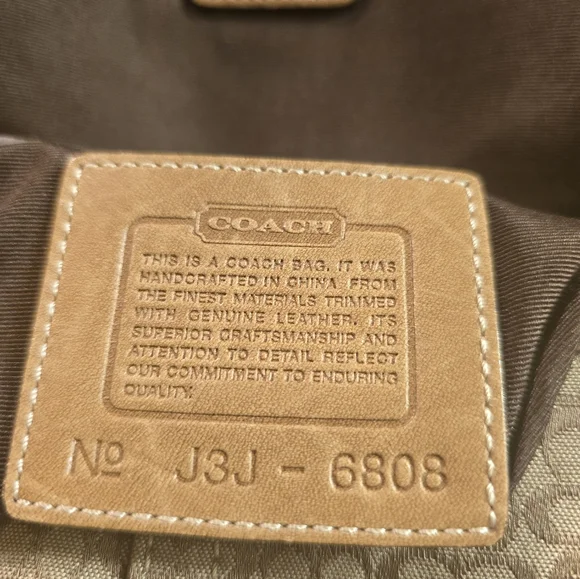 COACH
THIS IS A COACH BAG. IT WAS
HANDCRAFTED IN CHINA FROM
THE FINEST MATERIALS TRIMMED
WITH GENUINE LEATHER. ITS
SUPERIOR CRAFTSMANSHIP AND
ATTENTION TO DETAIL REFLECT
OUR COMMITMENT TO ENDURING
QUALITY.
Nº J3J - 6808